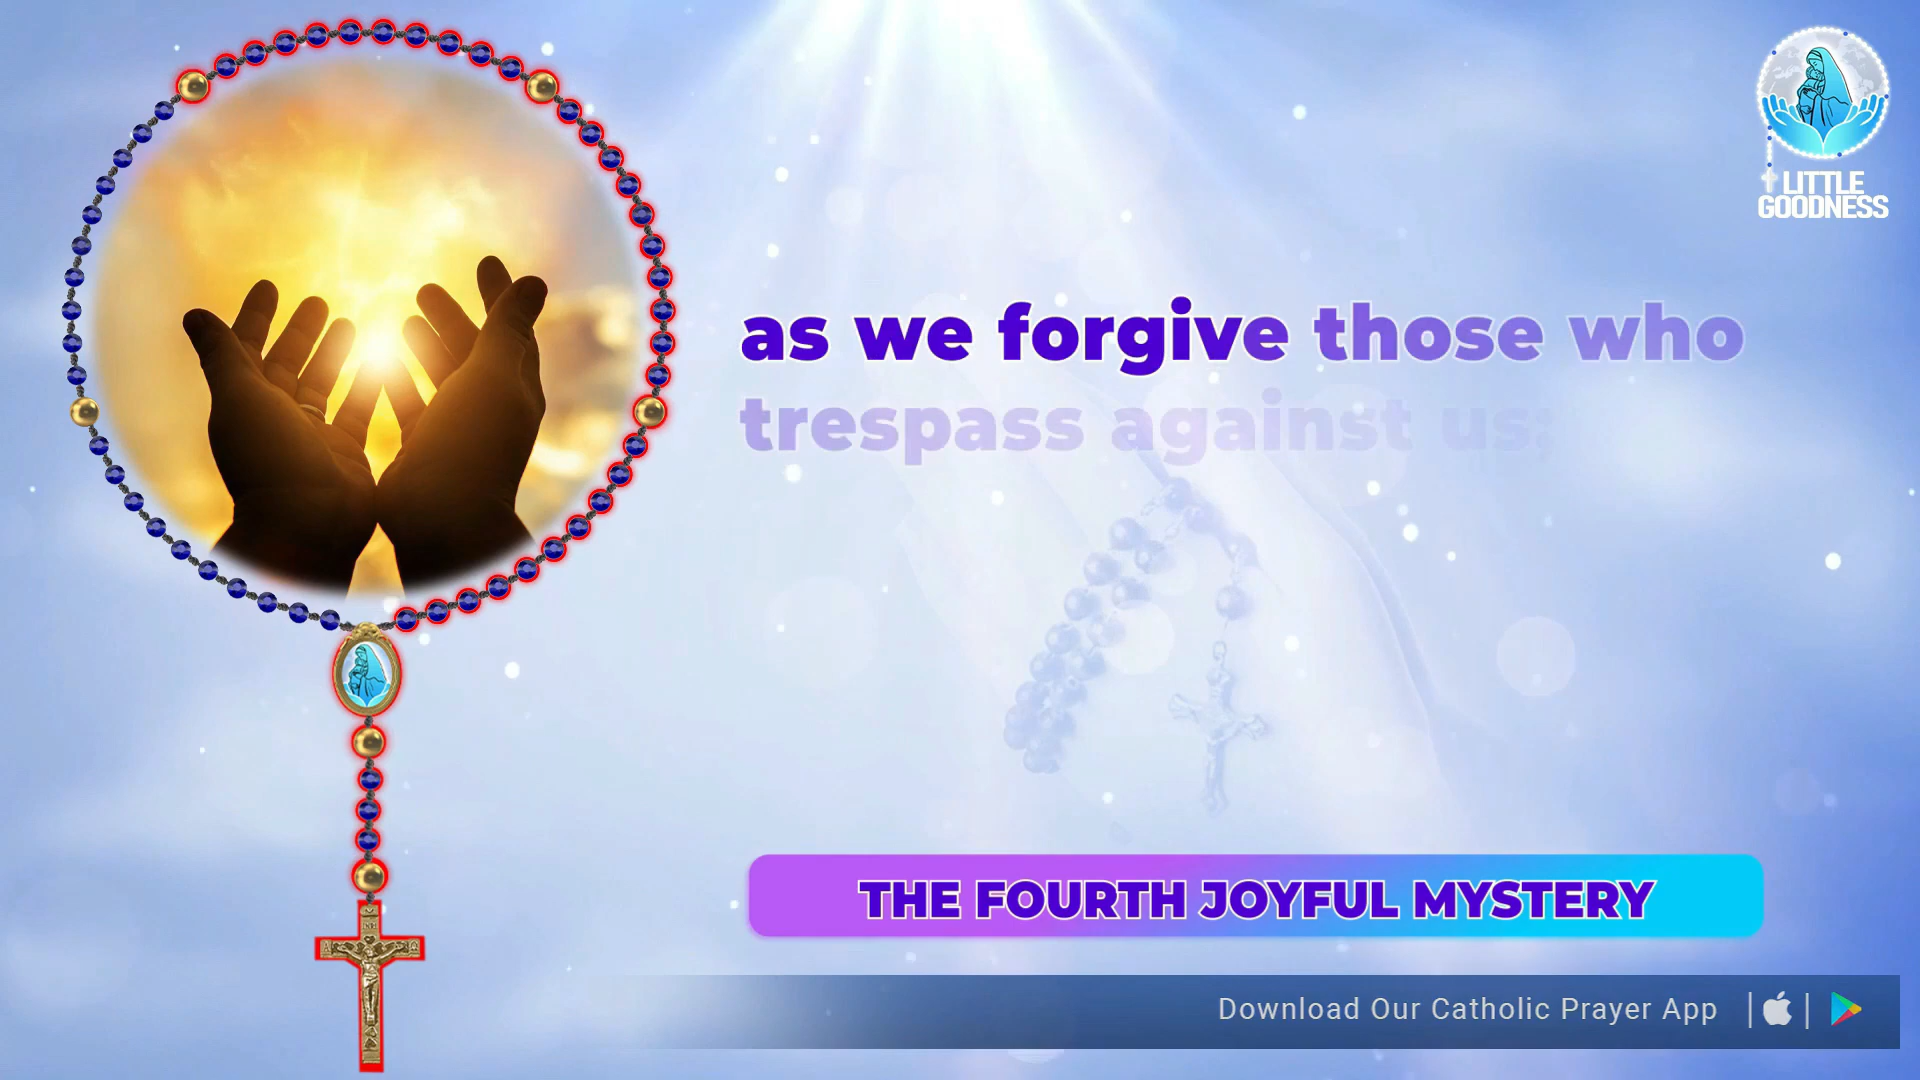 LITTLE
GOODNESS
as we forgive those who
trespass against us:
THE FOURTH JOYFUL MYSTERY
Download Our Catholic Prayer App